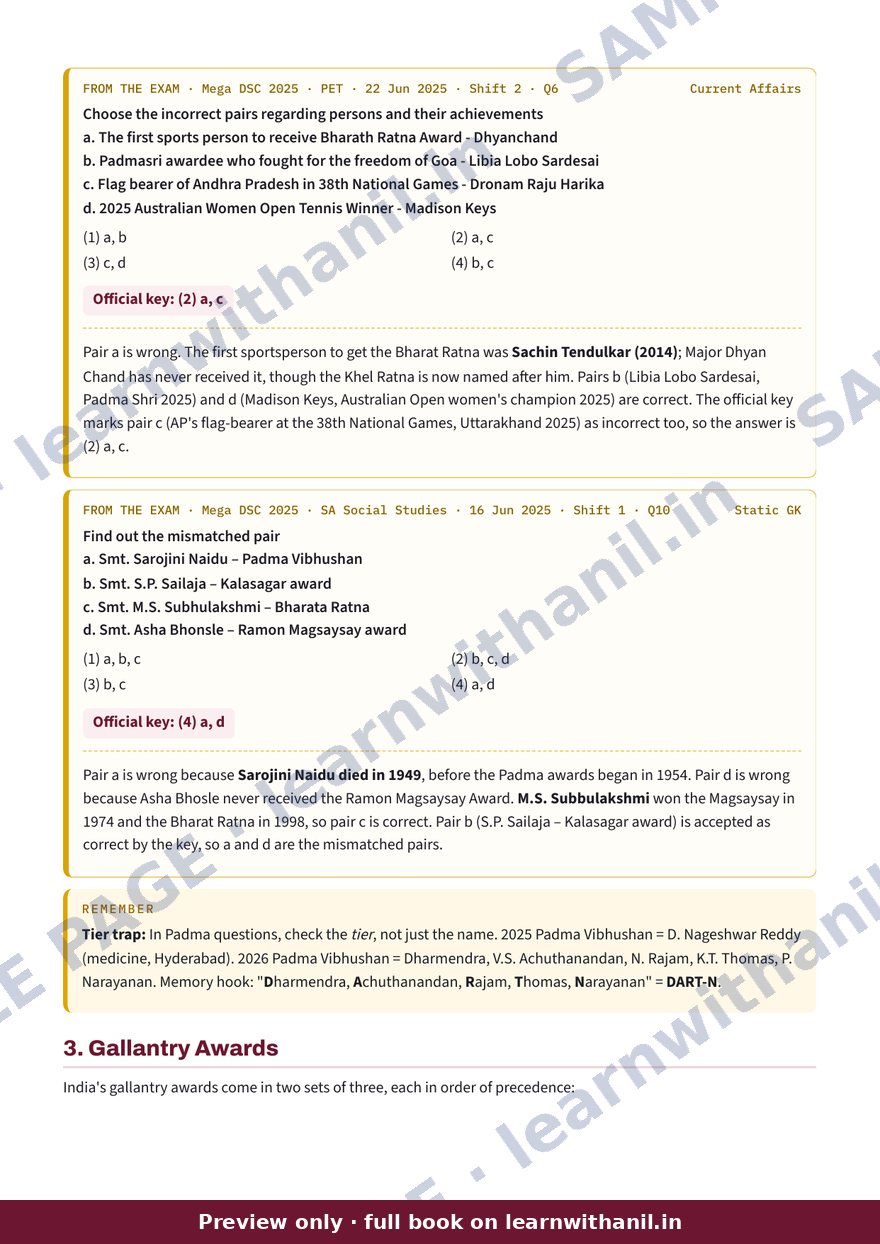 FROM THE EXAM · Mega DSC 2025 · PET · 22 Jun 2025 · Shift 2 · Q6 Current Affairs
Choose the incorrect pairs regarding persons and their achievements
a. The first sports person to receive Bharath Ratna Award - Dhyanchand
b. Padmasri awardee who fought for the freedom of Goa - Libia Lobo Sardesai
c. Flag bearer of Andhra Pradesh in 38th National Games - Dronam Raju Harika
d. 2025 Australian Women Open Tennis Winner - Madison Keys
(1) a, b (2) a, c
(3) c, d (4) b, c
Official key: (2) a, c
Pair a is wrong. The first sportsperson to get the Bharat Ratna was Sachin Tendulkar (2014); Major Dhyan
Chand has never received it, though the Khel Ratna is now named after him. Pairs b (Libia Lobo Sardesai,
Padma Shri 2025) and d (Madison Keys, Australian Open women's champion 2025) are correct. The official key
marks pair c (AP's flag-bearer at the 38th National Games, Uttarakhand 2025) as incorrect too, so the answer is
(2) a, c.
FROM THE EXAM · Mega DSC 2025 · SA Social Studies · 16 Jun 2025 · Shift 1 · Q10 Static GK
Find out the mismatched pair
a. Smt. Sarojini Naidu – Padma Vibhushan
b. Smt. S.P. Sailaja – Kalasagar award
c. Smt. M.S. Subhulakshmi – Bharata Ratna
d. Smt. Asha Bhonsle – Ramon Magsaysay award
(1) a, b, c (2) b, c, d
(3) b, c (4) a, d
Official key: (4) a, d
Pair a is wrong because Sarojini Naidu died in 1949, before the Padma awards began in 1954. Pair d is wrong
because Asha Bhosle never received the Ramon Magsaysay Award. M.S. Subbulakshmi won the Magsaysay in
1974 and the Bharat Ratna in 1998, so pair c is correct. Pair b (S.P. Sailaja – Kalasagar award) is accepted as
correct by the key, so a and d are the mismatched pairs.
REMEMBER
Tier trap: In Padma questions, check the tier, not just the name. 2025 Padma Vibhushan = D. Nageshwar Reddy
(medicine, Hyderabad). 2026 Padma Vibhushan = Dharmendra, V.S. Achuthanandan, N. Rajam, K.T. Thomas, P.
Narayanan. Memory hook: "Dharmendra, Achuthanandan, Rajam, Thomas, Narayanan" = DART-N.
3. Gallantry Awards
India's gallantry awards come in two sets of three, each in order of precedence:
SAM
· learnwithanil.in
SA
E PAGE · learnwithanil.in
E · learnwithanil
Preview only · full book on learnwithanil.in